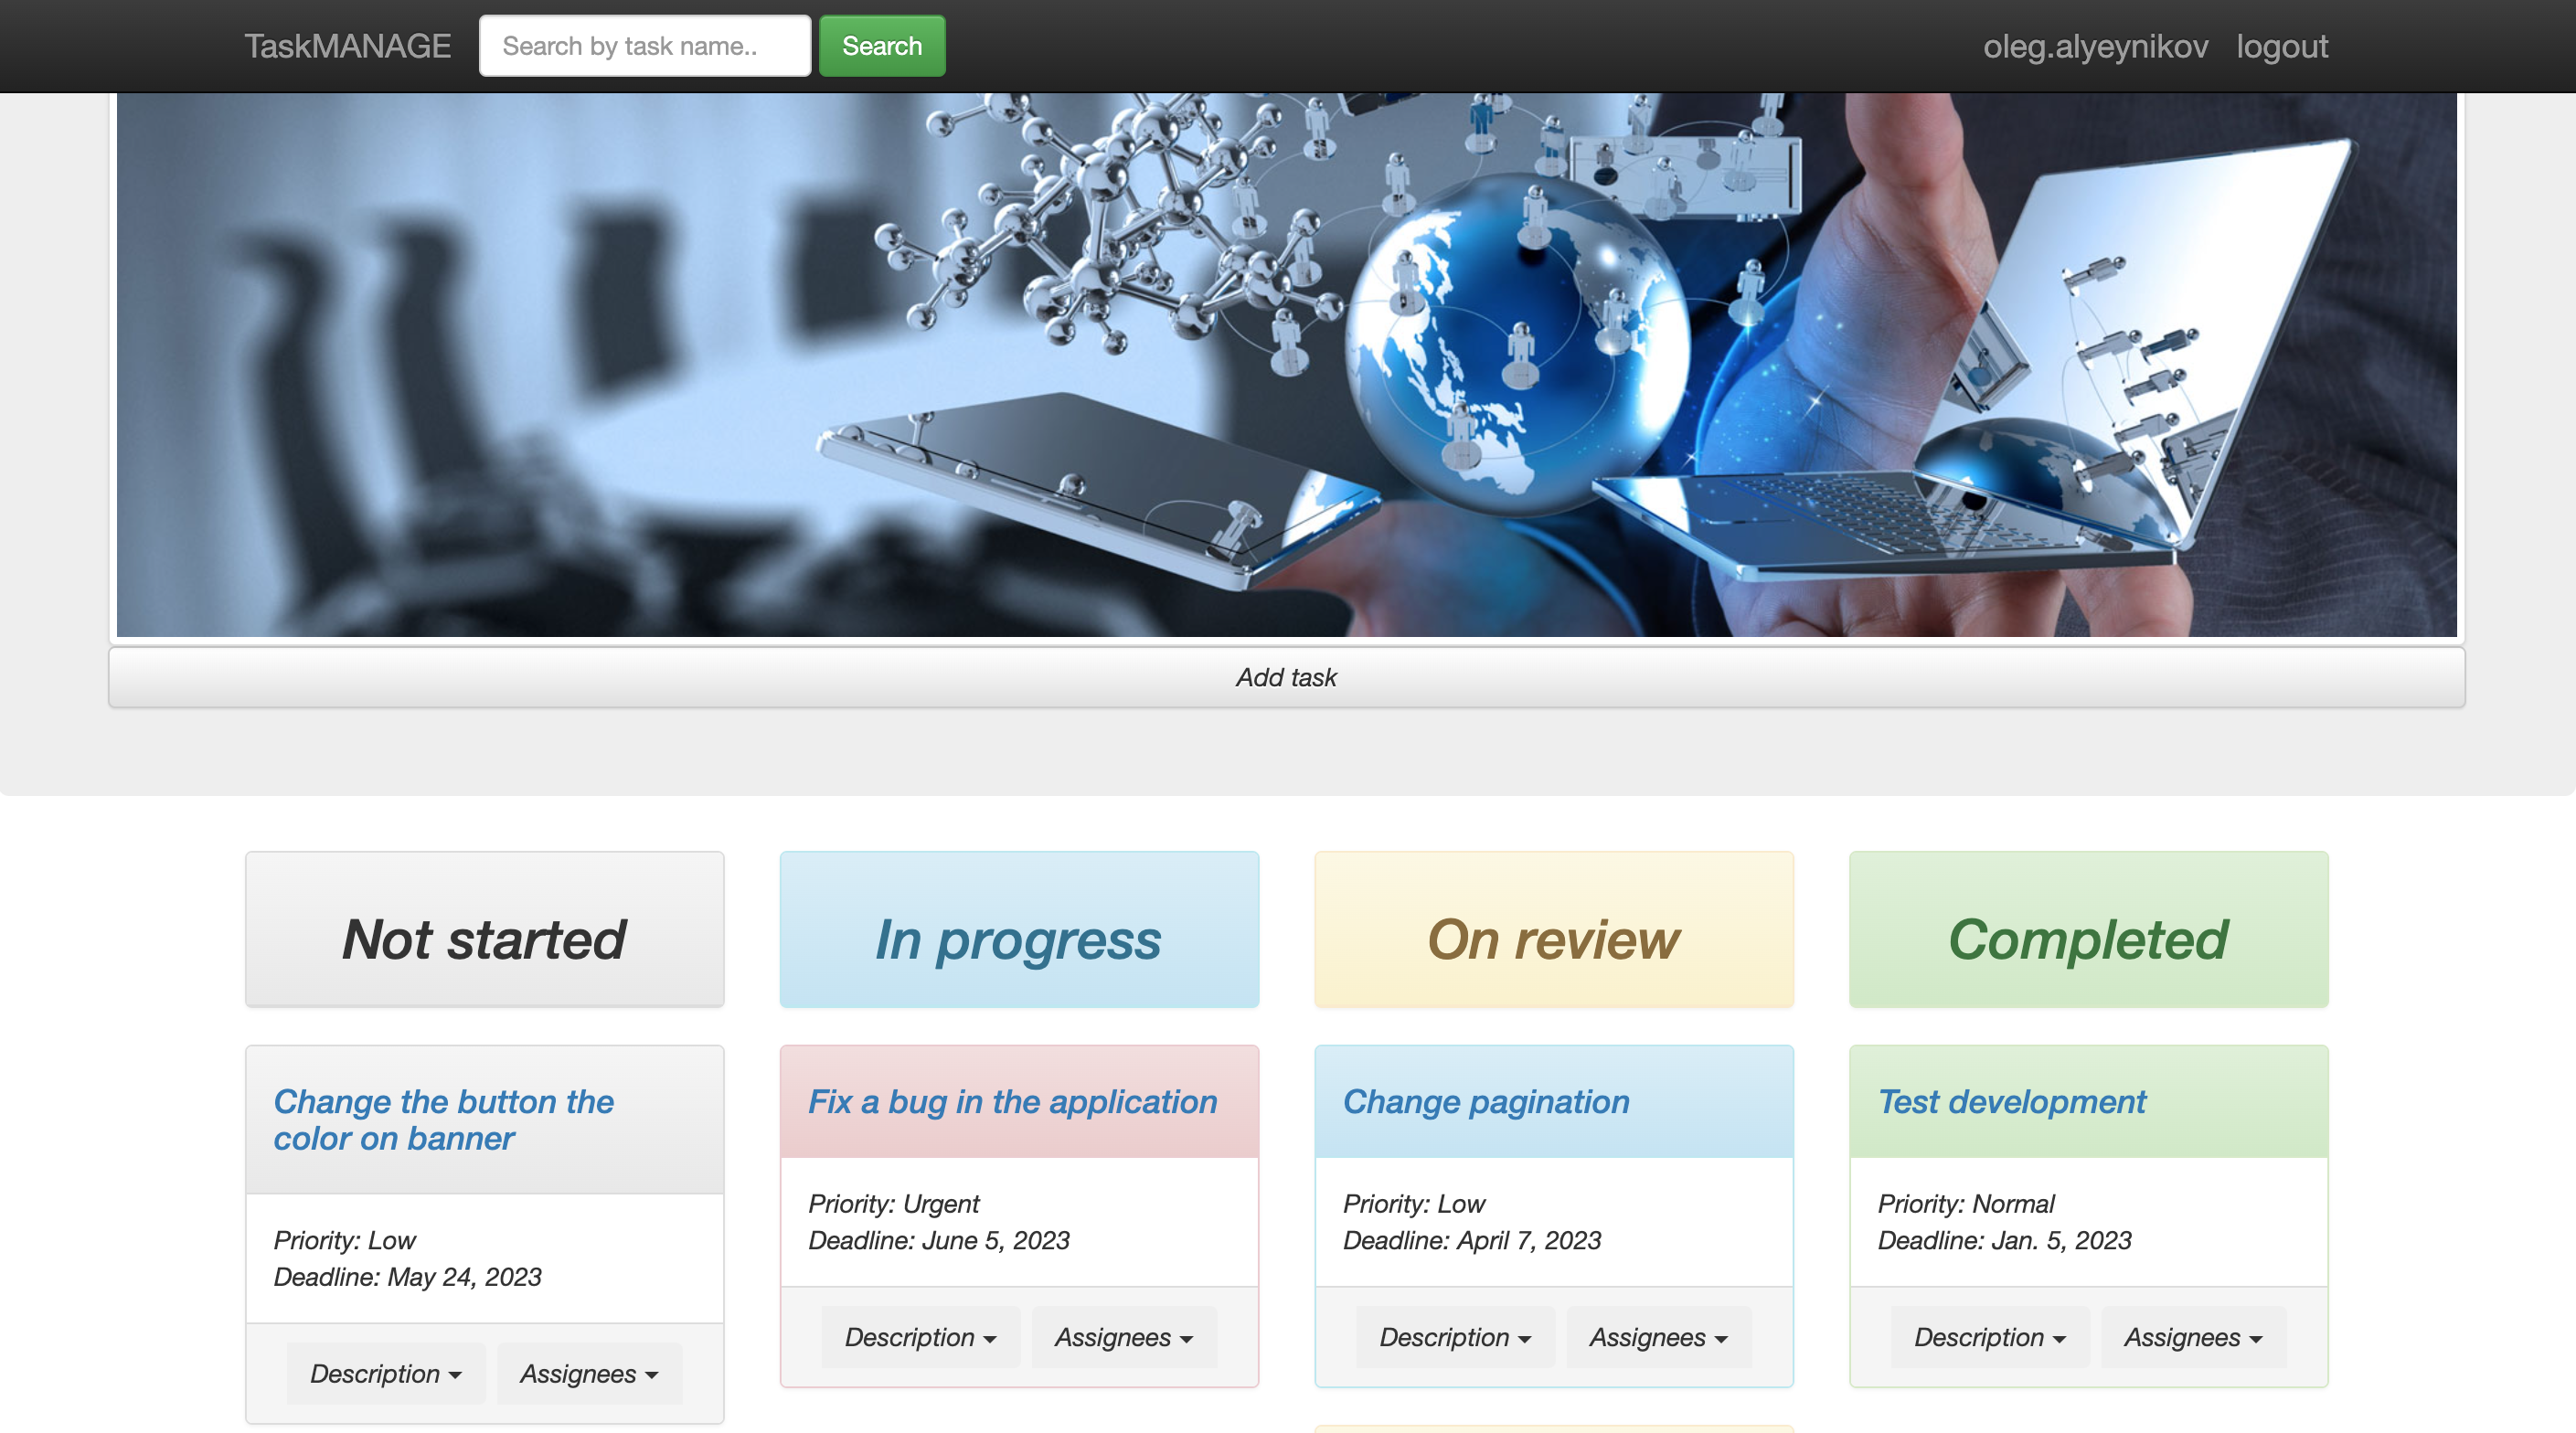 TaskMANAGE
Search by task name..
Search
oleg.alyeynikov
logout
Add task
Not started
In progress
On review
Completed
Change the button the
color on banner
Priority: Low
Deadline: May 24, 2023
Description
Assignees
Fix a bug in the application
Priority: Urgent
Deadline: June 5, 2023
Description
Assignees
Change pagination
Priority: Low
Deadline: April 7, 2023
Description
Assignees
Test development
Priority: Normal
Deadline: Jan. 5, 2023
Description
Assignees